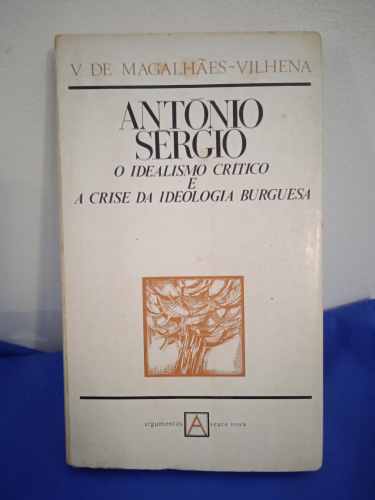 V. DE MAGALHÃES-VILHENA
ANTÓNIO
SÉRGIO
O IDEALISMO CRÍTICO
E
A CRISE DA IDEOLOGIA BURGUESA
argumentos A seara nova